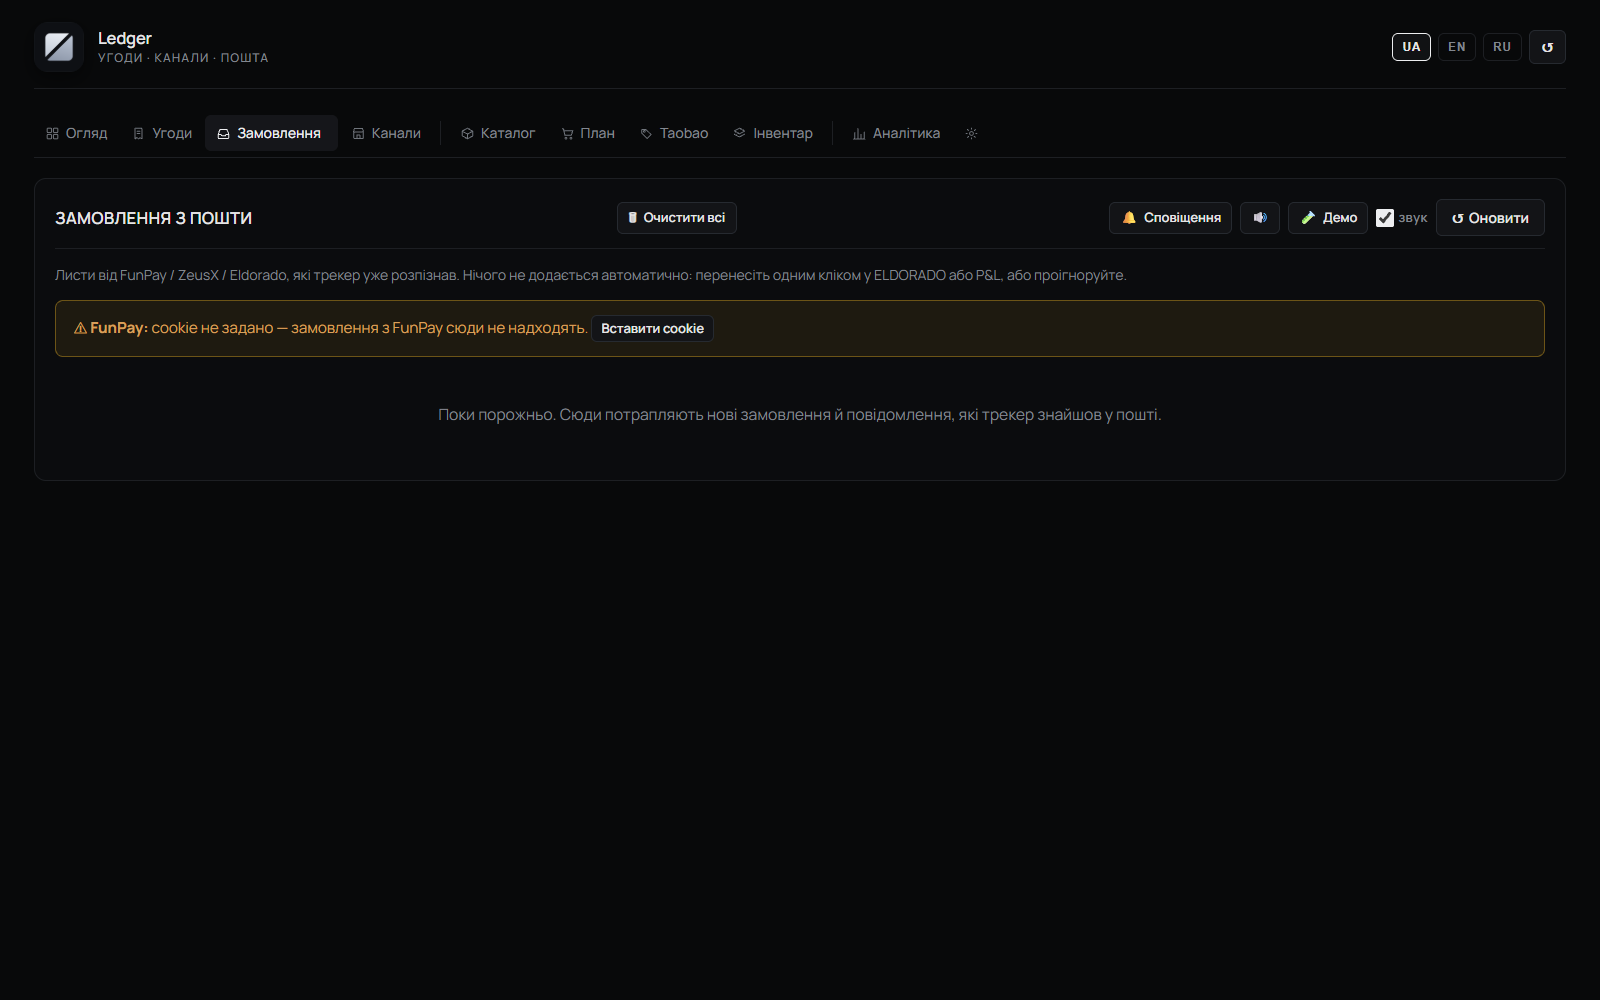 Ledger
УГОДИ · КАНАЛИ · ПОШТА
UA EN RU
Огляд Угоди Замовлення Канали Каталог План Taobao Інвентар Аналітика
ЗАМОВЛЕННЯ З ПОШТИ Очистити всі Сповіщення Демо звук Оновити
Листи від FunPay / ZeusX / Eldorado, які трекер уже розпізнав. Нічого не додається автоматично: перенесіть одним кліком у ELDORADO або P&L, або проігноруйте.
FunPay: cookie не задано — замовлення з FunPay сюди не надходять. Вставити cookie
Поки порожньо. Сюди потрапляють нові замовлення й повідомлення, які трекер знайшов у пошті.